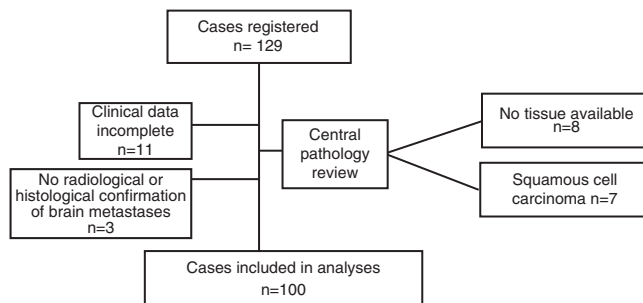 Cases registered
n= 129
Clinical data
incomplete
n=11
No radiological or
histological confirmation
of brain metastases
n=3
Central
pathology
review
No tissue available
n=8
Squamous cell
carcinoma n=7
Cases included in analyses
n=100